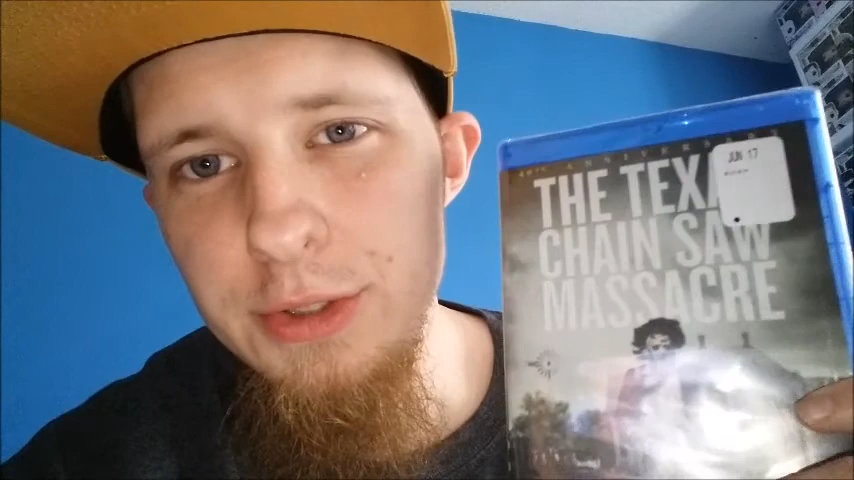 40TH ANNIVERSARY
THE TEXA
CHAIN SAW
MASSACRE
JUN 17